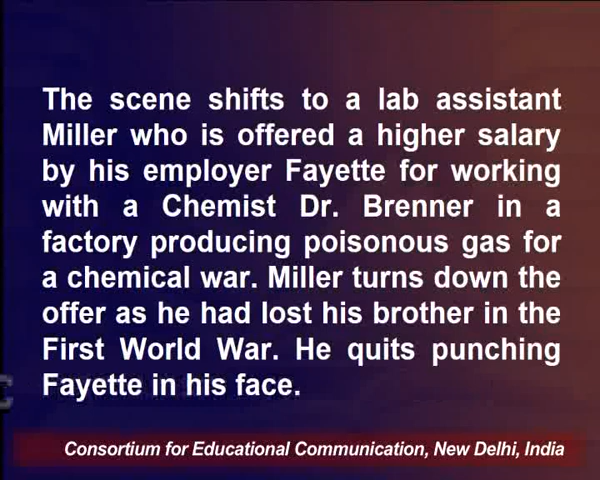 The scene shifts to a lab assistant
Miller who is offered a higher salary
by his employer Fayette for working
with a Chemist Dr. Brenner in a
factory producing poisonous gas for
a chemical war. Miller turns down the
offer as he had lost his brother in the
First World War. He quits punching
Fayette in his face.
Consortium for Educational Communication, New Delhi, India